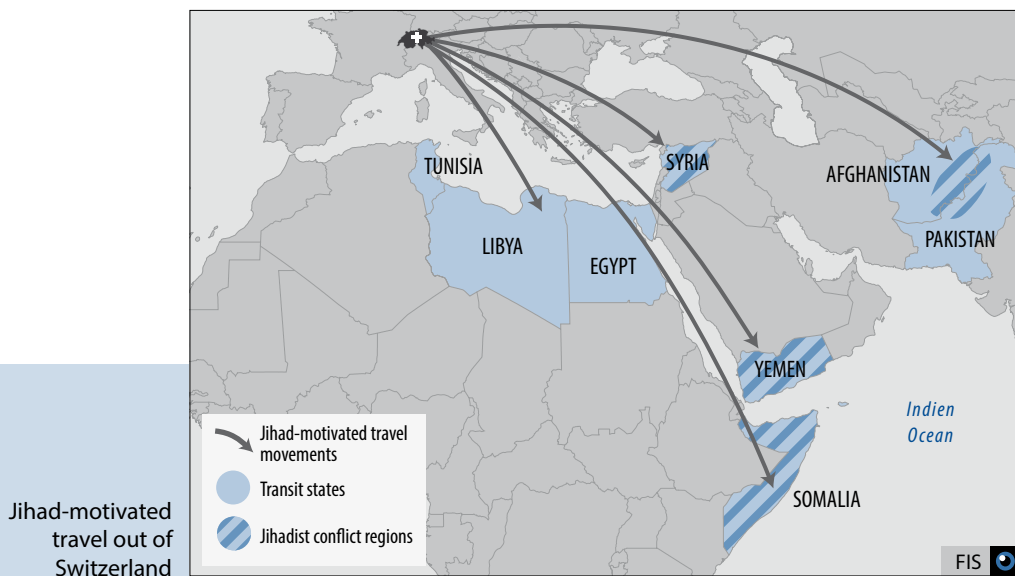 TUNISIA
SYRIA
AFGHANISTAN
PAKISTAN
LIBYA
EGYPT
YEMEN
Indien
Ocean
SOMALIA
Jihad-motivated travel
movements
Transit states
Jihadist conflict regions
FIS
Jihad-motivated
travel out of
Switzerland